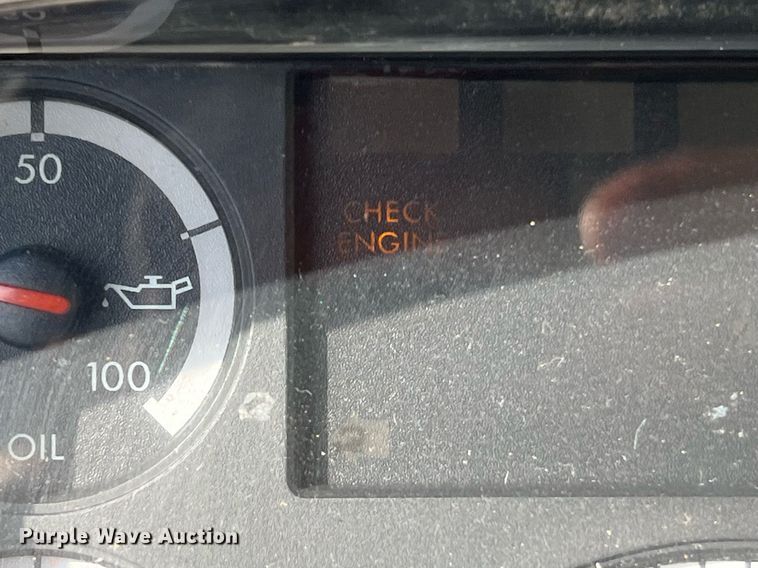 50
CHECK
ENGINE
100
OIL
Purple Wave Auction